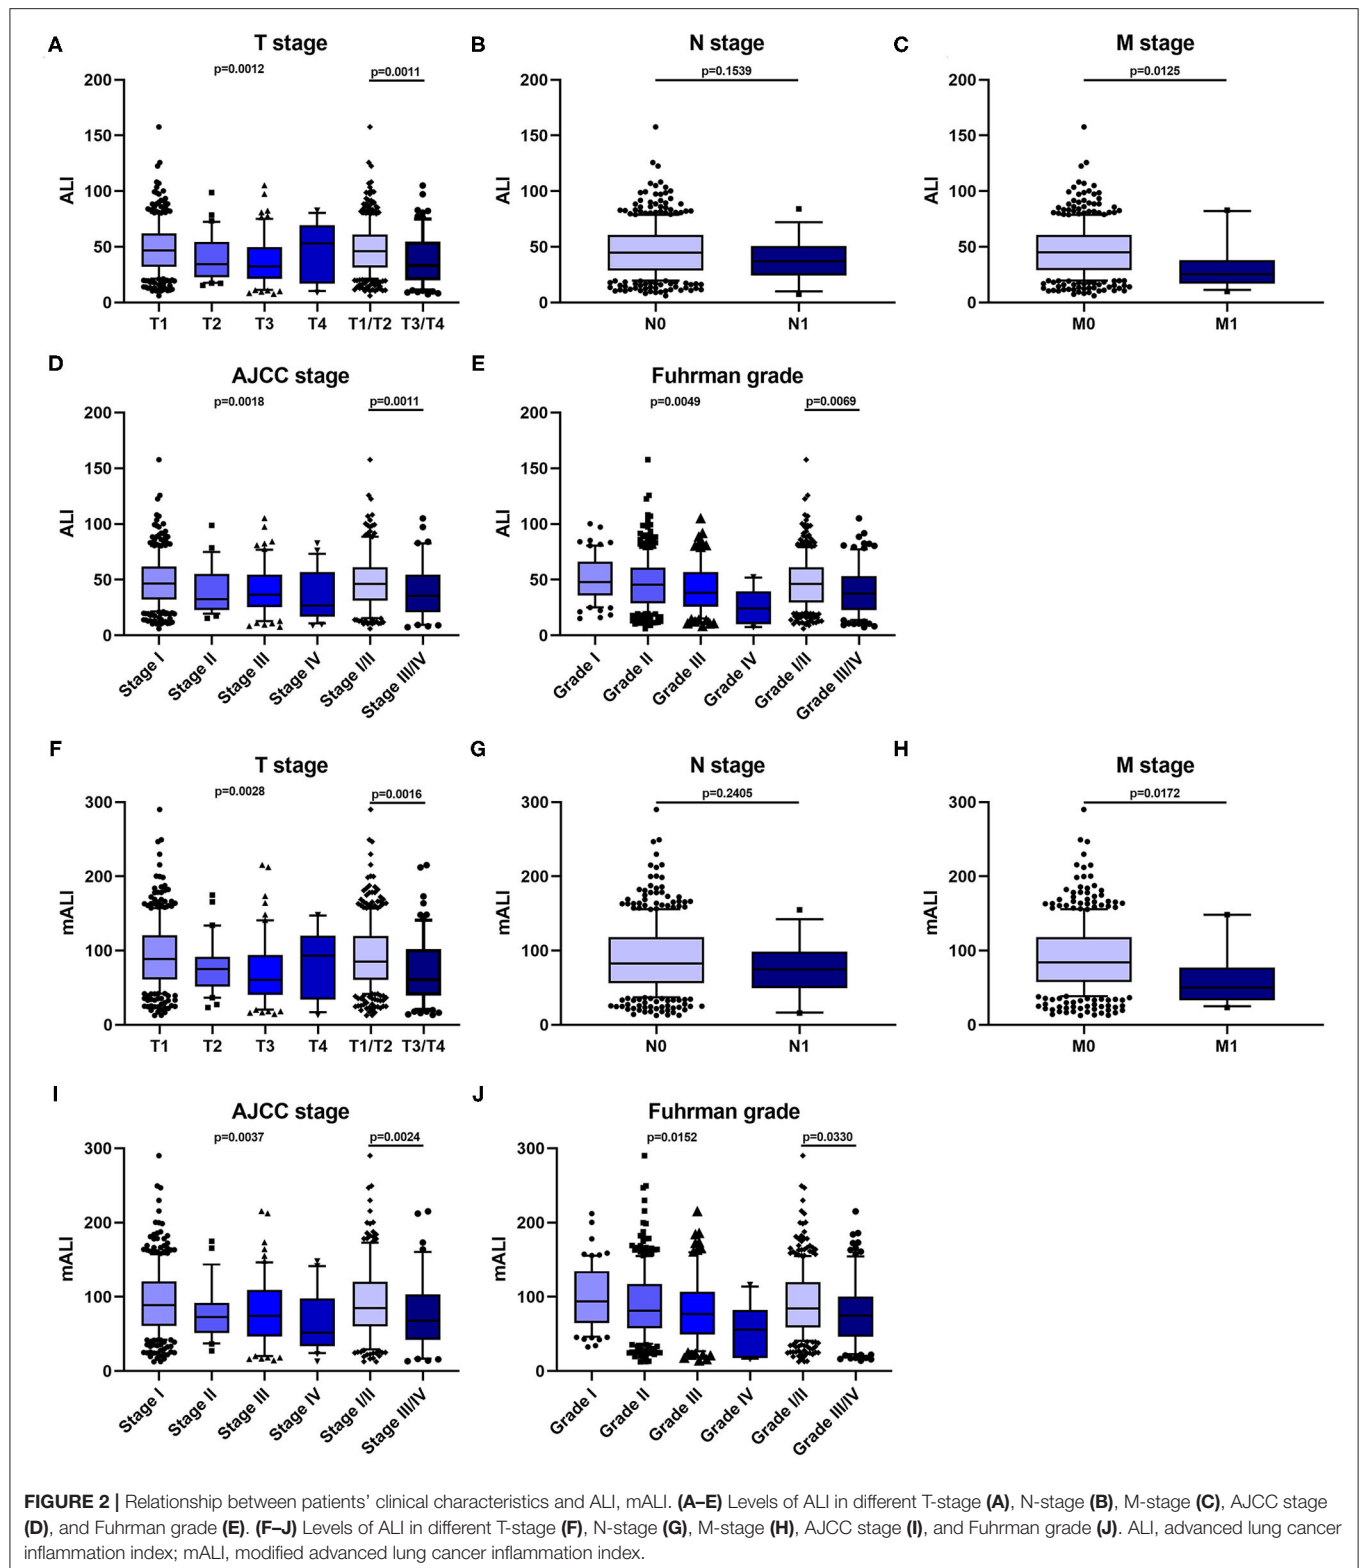 A
T stage
p=0.0012
p=0.0011
200
150
100
50
0
ALI
T1 T2 T3 T4 T1/T2 T3/T4
B
N stage
p=0.1539
200
150
100
50
0
ALI
N0 N1
C
M stage
p=0.0125
200
150
100
50
0
ALI
M0 M1
D
AJCC stage
p=0.0018
p=0.0011
200
150
100
50
0
ALI
Stage I Stage II Stage III Stage IV Stage I/II Stage III/IV
E
Fuhrman grade
p=0.0049
p=0.0069
200
150
100
50
0
ALI
Grade I Grade II Grade III Grade IV Grade I/II Grade III/IV
F
T stage
p=0.0028
p=0.0016
300
200
100
0
mALI
T1 T2 T3 T4 T1/T2 T3/T4
G
N stage
p=0.2405
300
200
100
0
mALI
N0 N1
H
M stage
p=0.0172
300
200
100
0
mALI
M0 M1
I
AJCC stage
p=0.0037
p=0.0024
300
200
100
0
mALI
Stage I Stage II Stage III Stage IV Stage I/II Stage III/IV
J
Fuhrman grade
p=0.0152
p=0.0330
300
200
100
0
mALI
Grade I Grade II Grade III Grade IV Grade I/II Grade III/IV
FIGURE 2 | Relationship between patients' clinical characteristics and ALI, mALI. (A–E) Levels of ALI in different T-stage (A), N-stage (B), M-stage (C), AJCC stage
(D), and Fuhrman grade (E). (F–J) Levels of ALI in different T-stage (F), N-stage (G), M-stage (H), AJCC stage (I), and Fuhrman grade (J). ALI, advanced lung cancer
inflammation index; mALI, modified advanced lung cancer inflammation index.